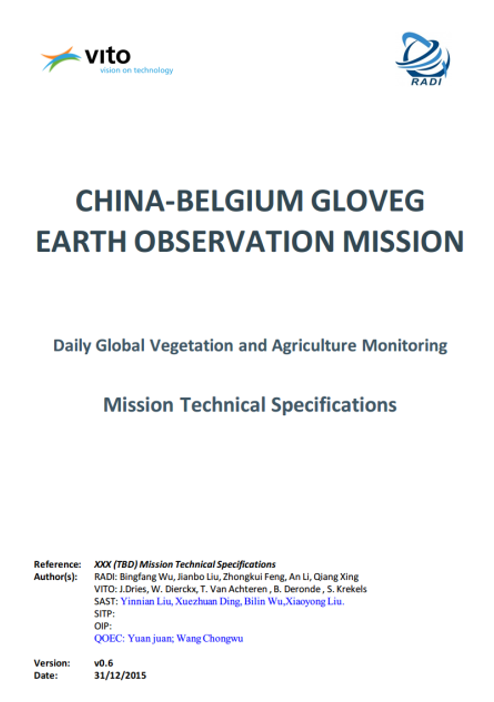 vito
vision on technology
RADI
CHINA-BELGIUM GLOVEG
EARTH OBSERVATION MISSION
Daily Global Vegetation and Agriculture Monitoring
Mission Technical Specifications
Reference: XXX (TBD) Mission Technical Specifications
Author(s): RADI: Bingfang Wu, Jianbo Liu, Zhongkui Feng, An Li, Qiang Xing
VITO: J.Dries, W. Dierckx, T. Van Achteren , B. Deronde , S. Krekels
SAST: Yinnian Liu, Xuezhuan Ding, Bilin Wu,Xiaoyong Liu.
SITP:
OIP:
QOEC: Yuan juan; Wang Chongwu
Version: v0.6
Date: 31/12/2015